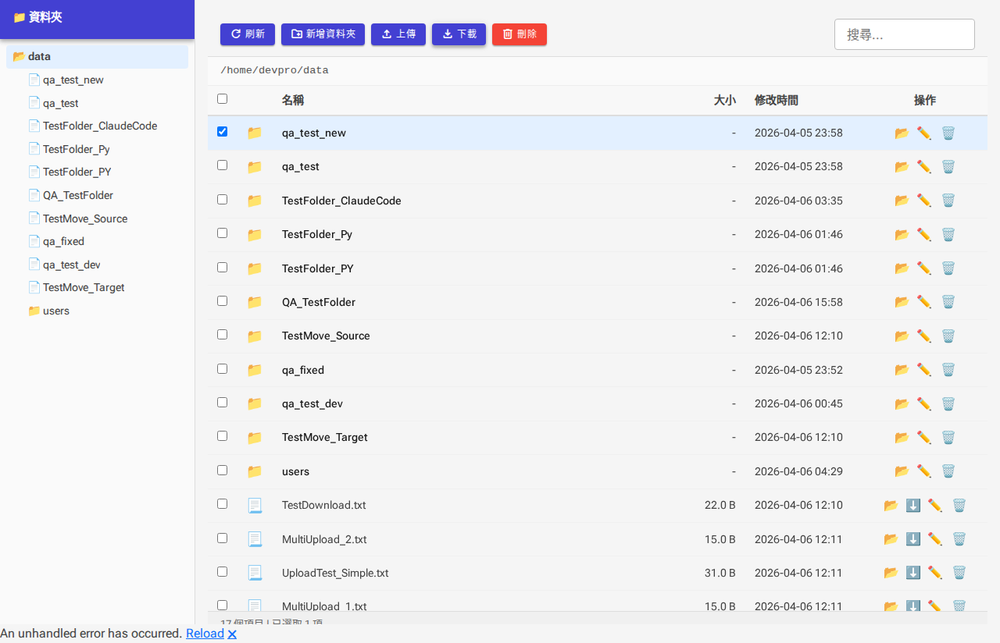 資料夾
data
qa_test_new
qa_test
TestFolder_ClaudeCode
TestFolder_Py
TestFolder_PY
QA_TestFolder
TestMove_Source
qa_fixed
qa_test_dev
TestMove_Target
users
刷新 新增資料夾 上傳 下載 刪除 搜尋...
/home/devpro/data
名稱 大小 修改時間 操作
qa_test_new - 2026-04-05 23:58
qa_test - 2026-04-05 23:58
TestFolder_ClaudeCode - 2026-04-06 03:35
TestFolder_Py - 2026-04-06 01:46
TestFolder_PY - 2026-04-06 01:46
QA_TestFolder - 2026-04-06 15:58
TestMove_Source - 2026-04-06 12:10
qa_fixed - 2026-04-05 23:52
qa_test_dev - 2026-04-06 00:45
TestMove_Target - 2026-04-06 12:10
users - 2026-04-06 04:29
TestDownload.txt 22.0 B 2026-04-06 12:10
MultiUpload_2.txt 15.0 B 2026-04-06 12:11
UploadTest_Simple.txt 31.0 B 2026-04-06 12:11
MultiUpload_1.txt 15.0 B 2026-04-06 12:11
17 個項目 | 已選取 1 項
An unhandled error has occurred. Reload X